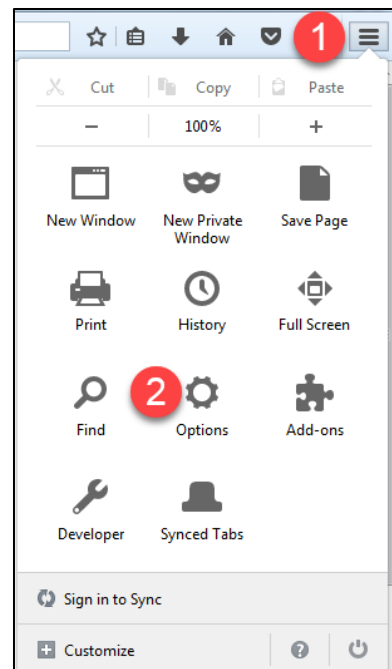 1
Cut Copy Paste
− 100% +
New Window New Private Window Save Page
Print History Full Screen
2
Find Options Add-ons
Developer Synced Tabs
Sign in to Sync
Customize ?